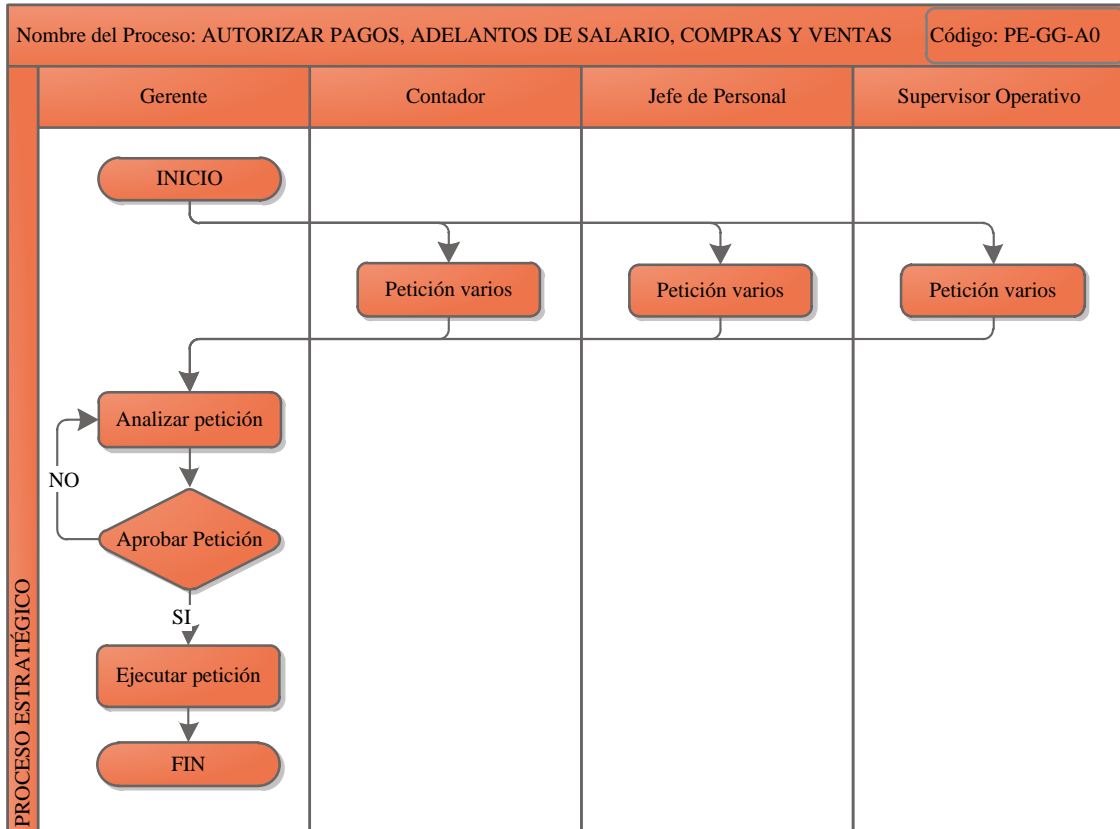 Nombre del Proceso: AUTORIZAR PAGOS, ADELANTOS DE SALARIO, COMPRAS Y VENTAS
Código: PE-GG-A0
PROCESO ESTRATÉGICO
Gerente
Contador
Jefe de Personal
Supervisor Operativo
INICIO
Petición varios
Petición varios
Petición varios
Analizar petición
NO
Aprobar Petición
SI
Ejecutar petición
FIN